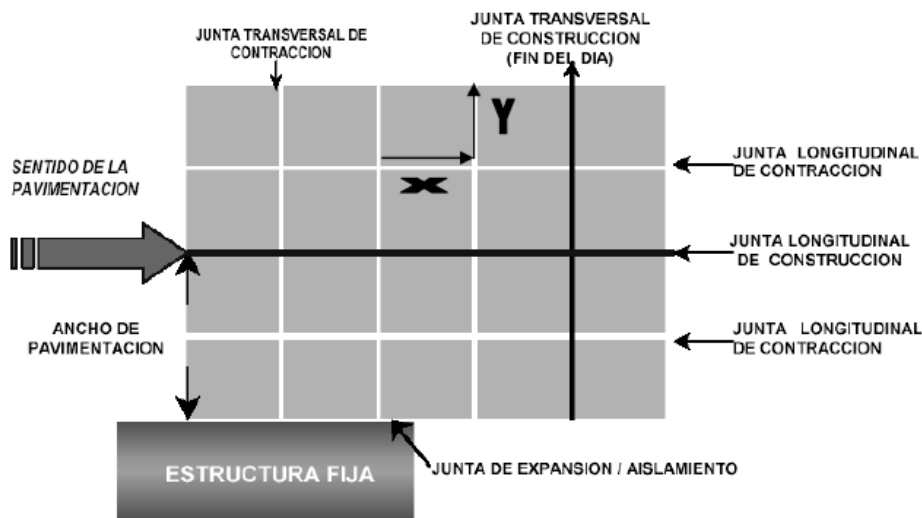 JUNTA TRANSVERSAL DE
CONTRACCION
JUNTA TRANSVERSAL
DE CONSTRUCCION
(FIN DEL DIA)
Y
X
SENTIDO DE LA
PAVIMENTACION
JUNTA LONGITUDINAL
DE CONTRACCION
JUNTA LONGITUDINAL
DE CONSTRUCCION
ANCHO DE
PAVIMENTACION
JUNTA LONGITUDINAL
DE CONTRACCION
ESTRUCTURA FIJA
JUNTA DE EXPANSION / AISLAMIENTO